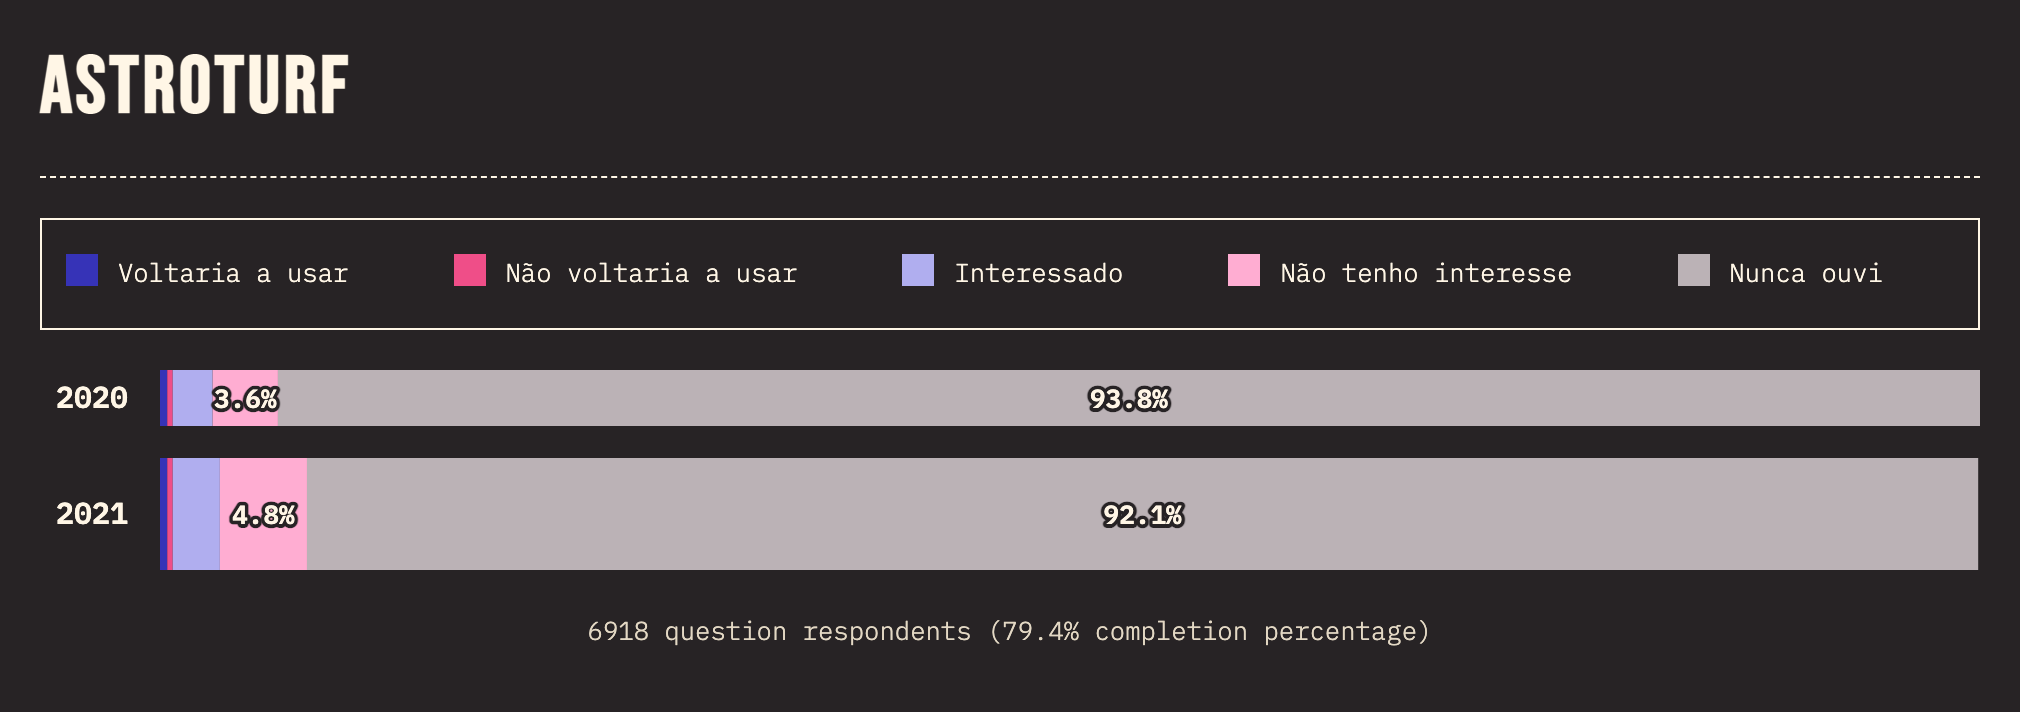 ASTROTURF
Voltaria a usar Não voltaria a usar Interessado Não tenho interesse Nunca ouvi
2020 3.6% 93.8%
2021 4.8% 92.1%
6918 question respondents (79.4% completion percentage)